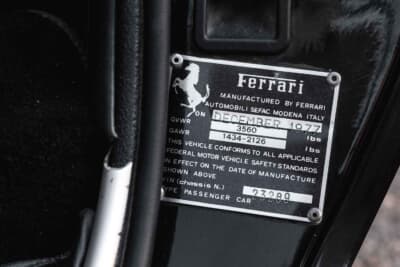 Ferrari
MANUFACTURED BY FERRARI
AUTOMOBILI SEFAC MODENA ITALY
ON DECEMBER 1977
GVWR 3560 lbs
GAWR 1434-2126 lbs
THIS VEHICLE CONFORMS TO ALL APPLICABLE
FEDERAL MOTOR VEHICLE SAFETY STANDARDS
IN EFFECT ON THE DATE OF MANUFACTURE
SHOWN ABOVE
VIN (chassis N.) 23299
TYPE PASSENGER CAR